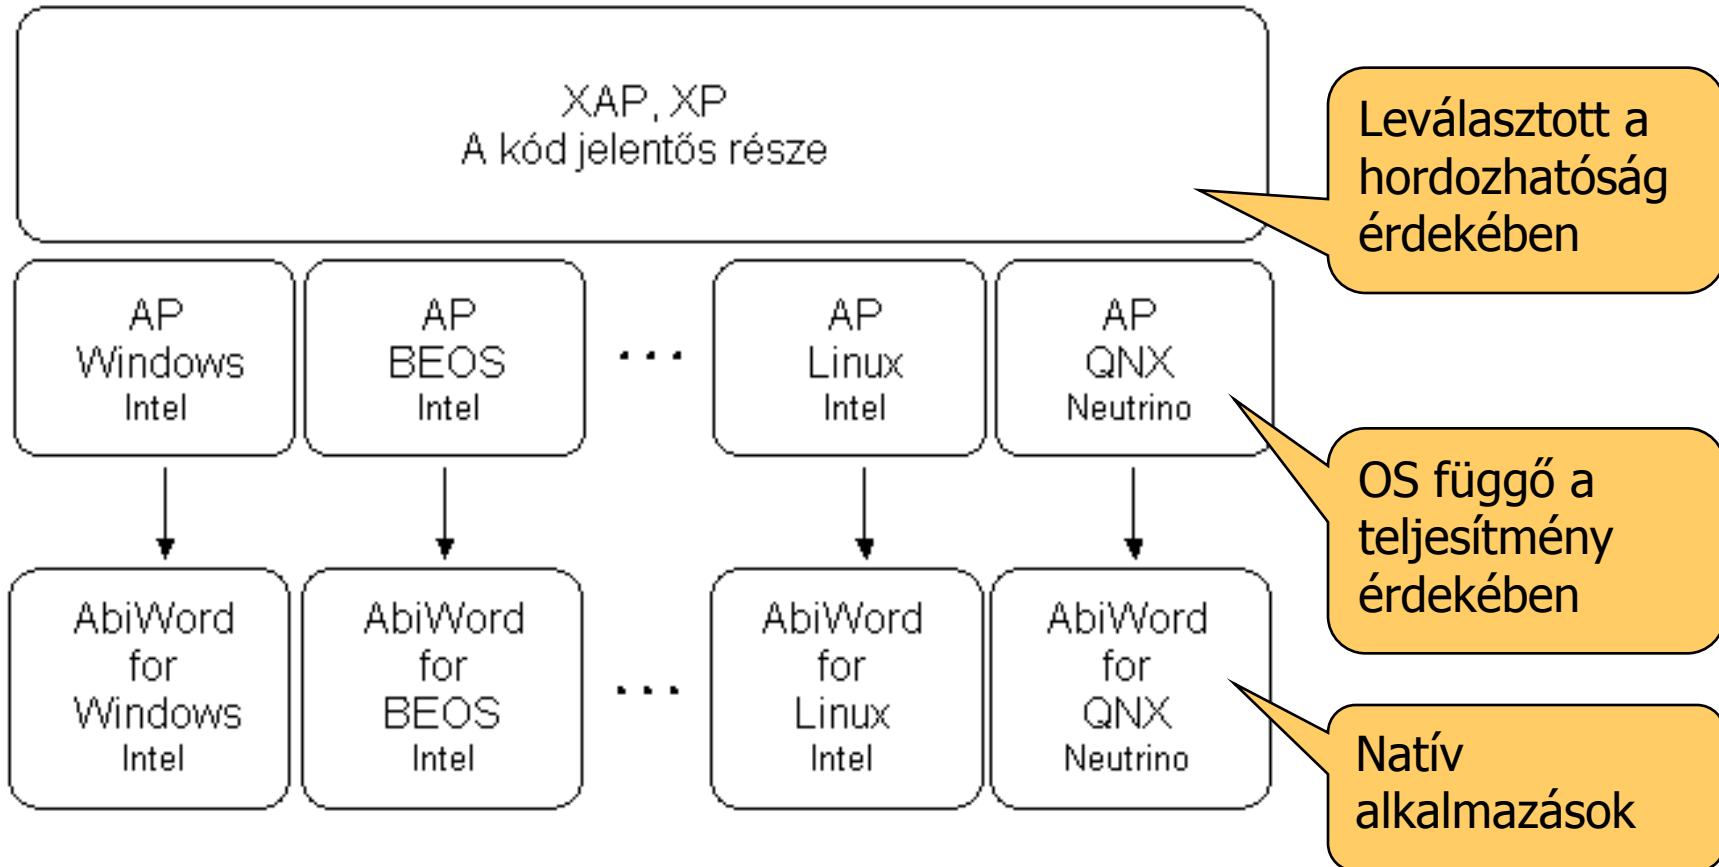 XAP, XP
A kód jelentős része
Leválasztott a
hordozhatóság
érdekében
AP
Windows
Intel
AP
BEOS
Intel
...
AP
Linux
Intel
AP
QNX
Neutrino
OS függő a
teljesítmény
érdekében
AbiWord
for
Windows
Intel
AbiWord
for
BEOS
Intel
...
AbiWord
for
Linux
Intel
AbiWord
for
QNX
Neutrino
Natív
alkalmazások